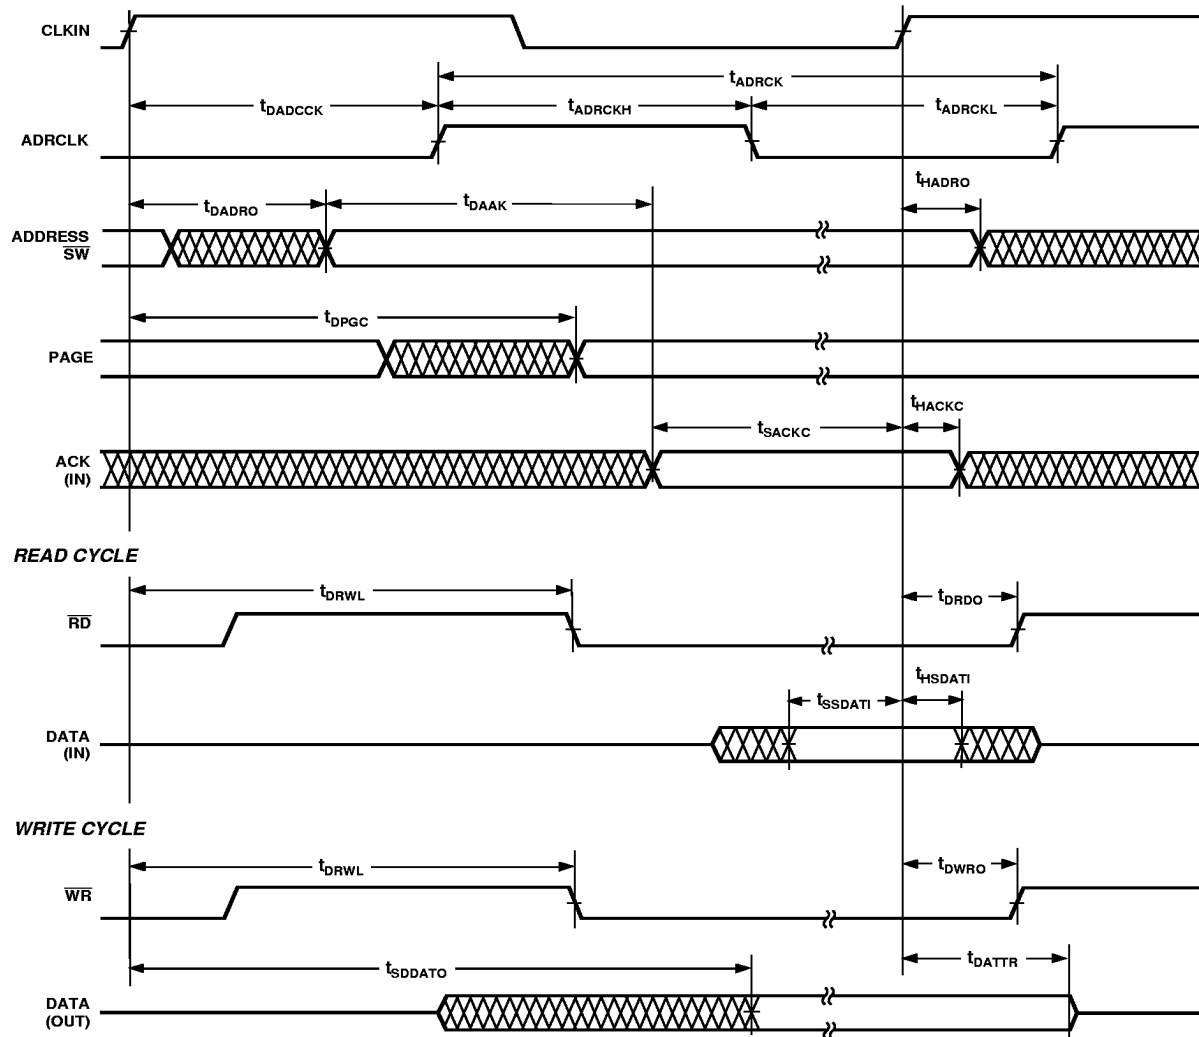 CLKIN
tADRCK
tDADCCK
tADRCKH
tADRCKL
ADRCLK
tHADRO
tDADRO
tDAAK
ADDRESS
SW
tDPGC
PAGE
tHACKC
tSACKC
ACK
(IN)
READ CYCLE
tDRWL
tDRDO
RD
tHSDATI
tSSDATI
DATA
(IN)
WRITE CYCLE
tDRWL
tDWRO
WR
tSDDATO
tDATTR
DATA
(OUT)